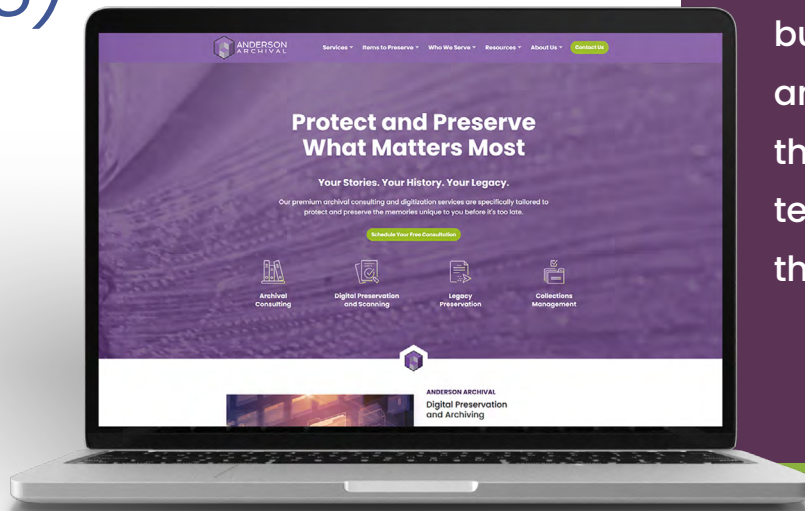 ANDERSON
ARCHIVAL
Services
Items to Preserve
Who We Serve
Resources
About Us
Contact Us
Protect and Preserve
What Matters Most
Your Stories. Your History. Your Legacy.
Our premium archival consulting and digitization services are specifically tailored to
protect and preserve the memories unique to you before it's too late.
Schedule Your Free Consultation
Archival
Consulting
Digital Preservation
and Scanning
Legacy
Preservation
Collections
Management
ANDERSON ARCHIVAL
Digital Preservation
and Archiving